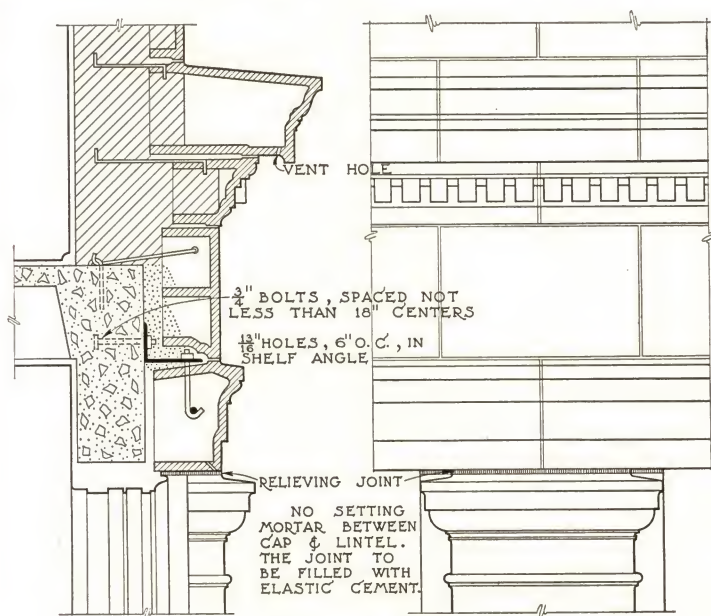 VENT HOLE
3/4" BOLTS, SPACED NOT
LESS THAN 18" CENTERS
13/16" HOLES, 6" O.C., IN
SHELF ANGLE
RELIEVING JOINT
NO SETTING
MORTAR BETWEEN
CAP & LINTEL.
THE JOINT TO
BE FILLED WITH
ELASTIC CEMENT.